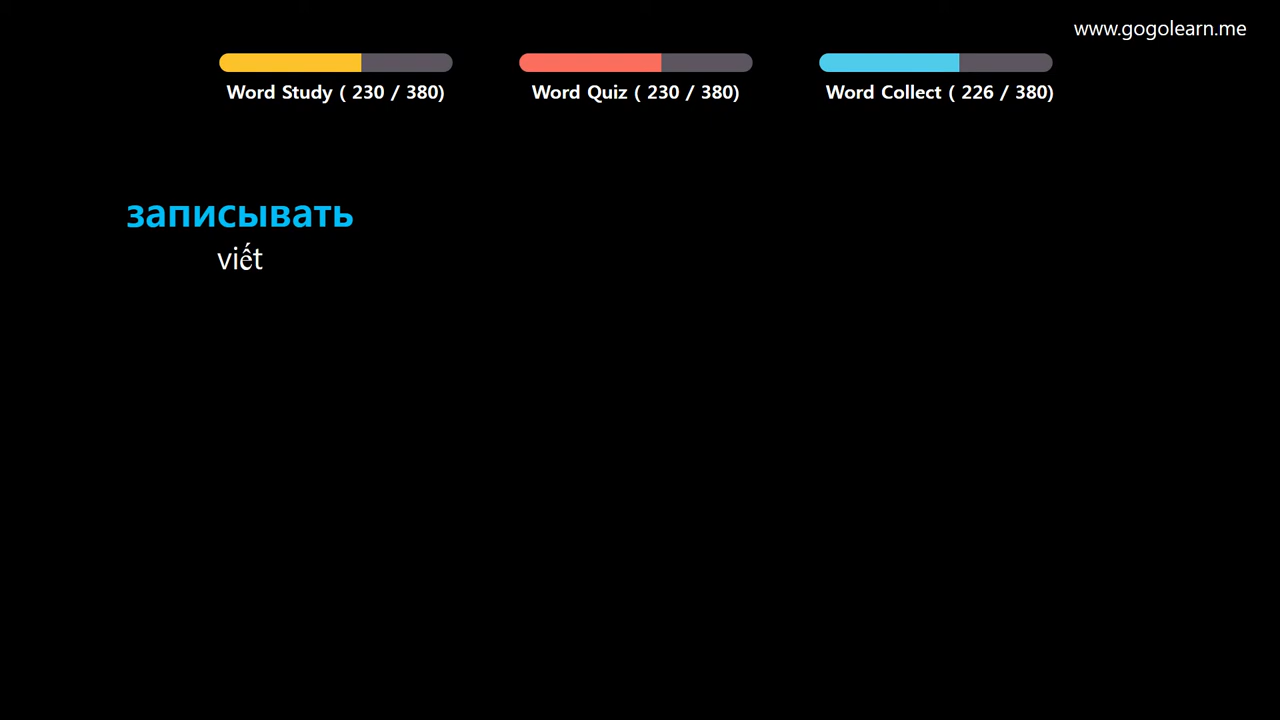 www.gogolearn.me
Word Study ( 230 / 380)
Word Quiz ( 230 / 380)
Word Collect ( 226 / 380)
записывать
viết